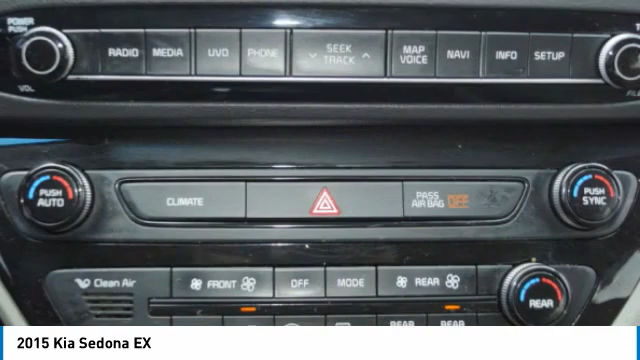 POWER
PUSH
VOL
RADIO MEDIA UVO PHONE SEEK TRACK MAP VOICE NAVI INFO SETUP
PUSH AUTO CLIMATE PASS AIR BAG OFF PUSH SYNC
Clean Air FRONT OFF MODE REAR REAR
REAR REAR
2015 Kia Sedona EX